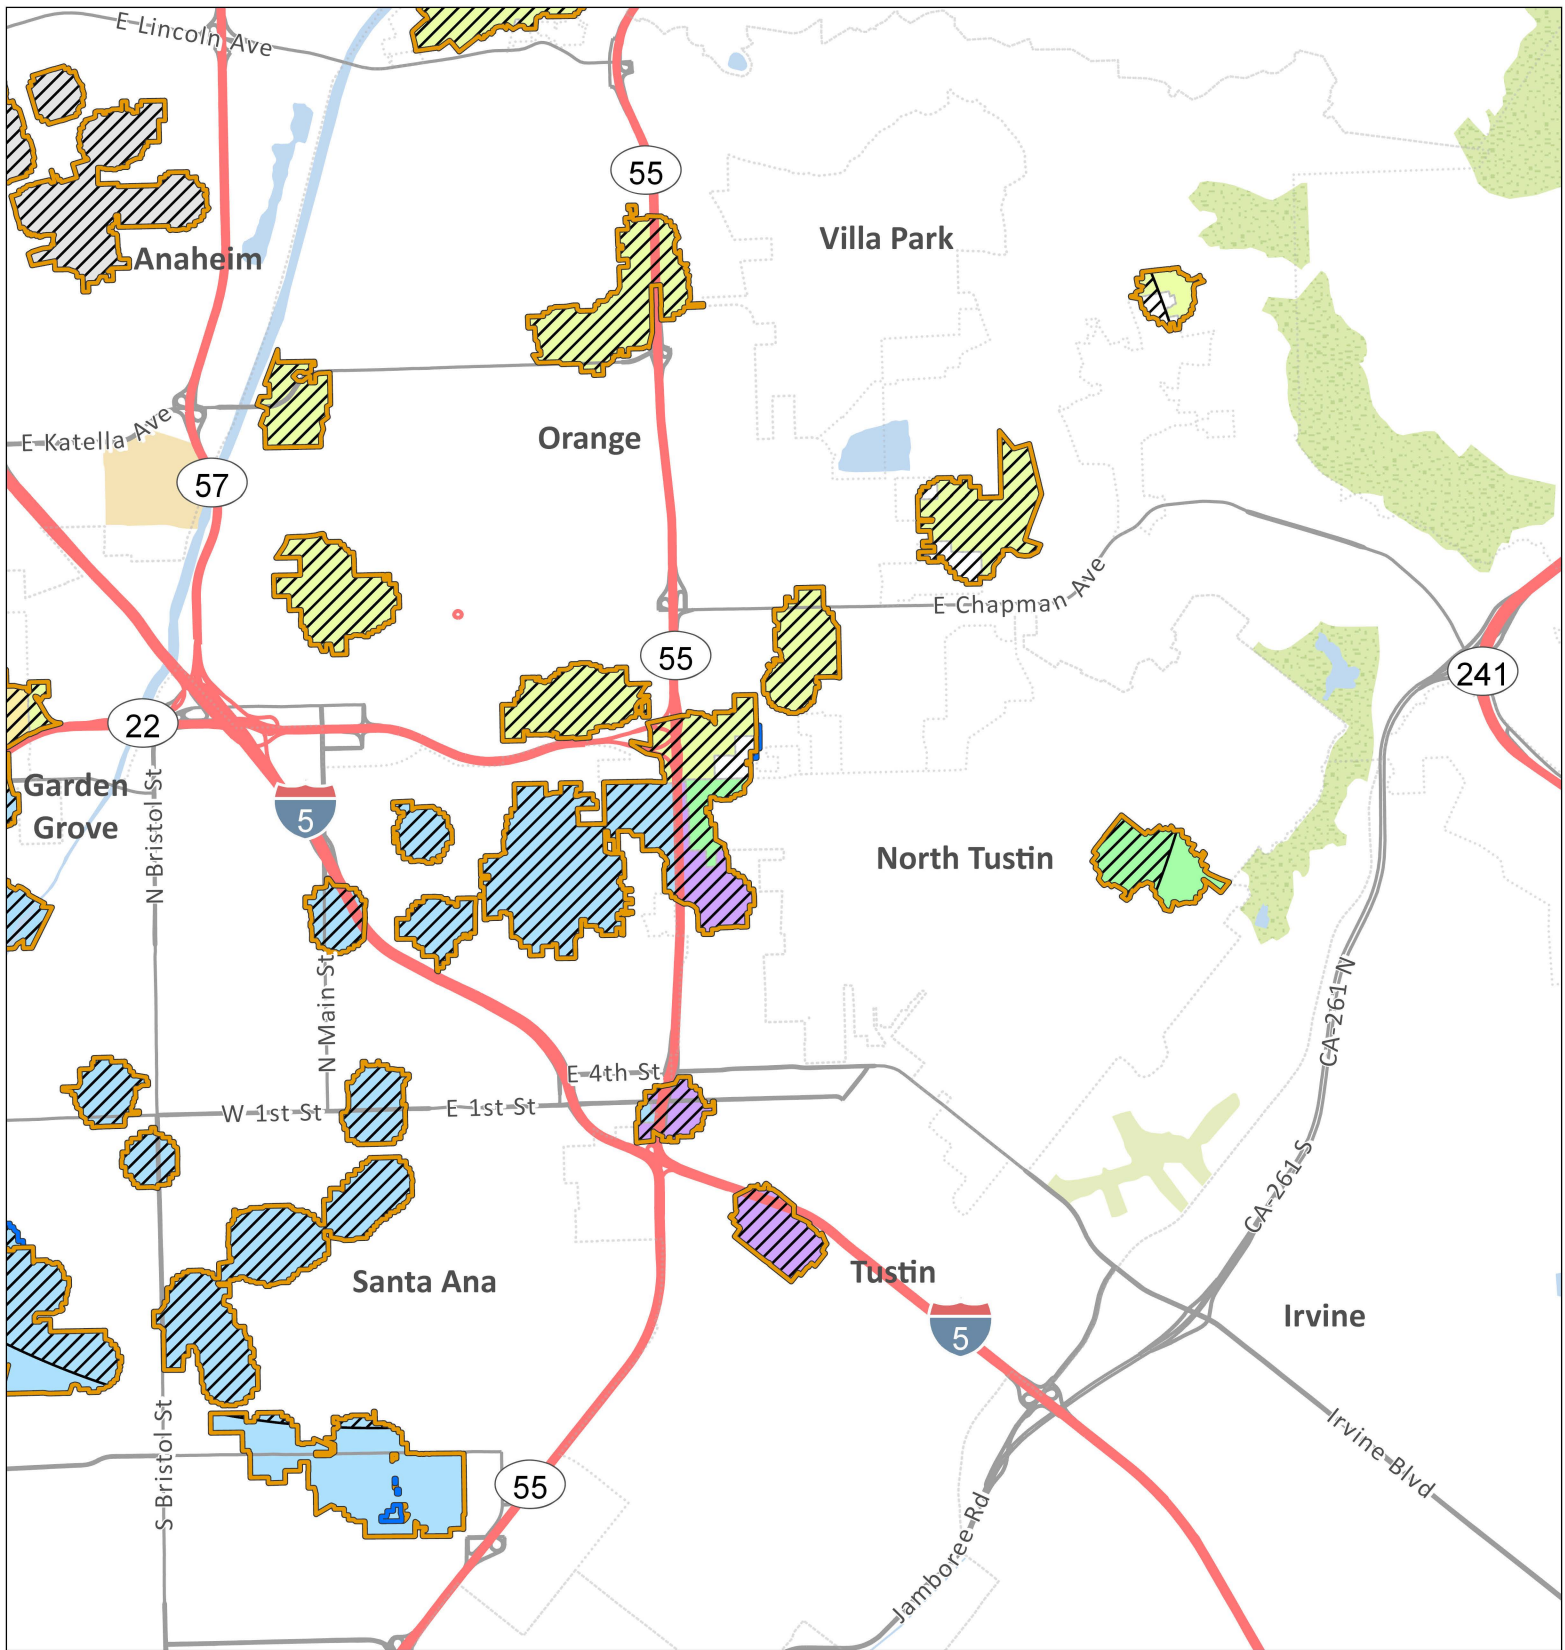 E Lincoln Ave
55
Villa Park
Anaheim
E Katella Ave
Orange
57
E Chapman Ave
55
241
22
Garden
Grove
N Bristol St
5
North Tustin
N Main St
CA-261 N
E 4th St
W 1st St
E 1st St
CA-261 S
Santa Ana
Tustin
Irvine
5
S Bristol St
Irvine Blvd
55
Jamboree Rd